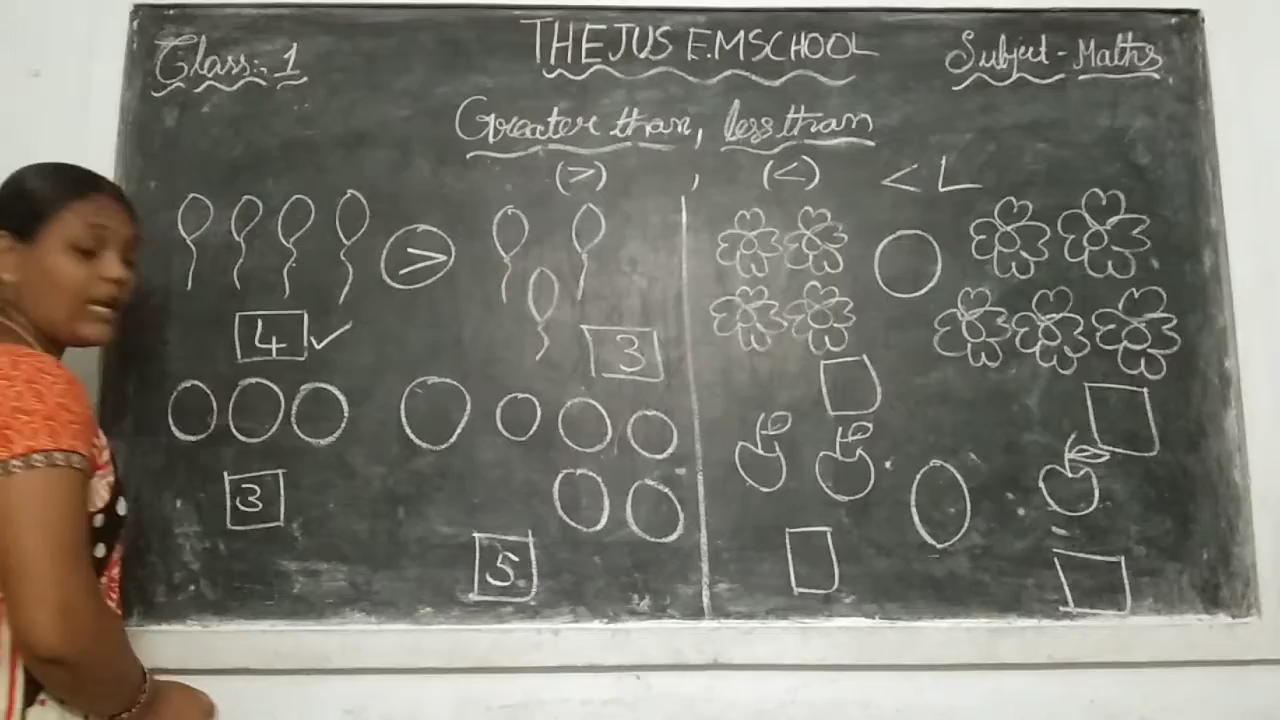 THEJUS E.M SCHOOL
Class:- 1
Subject - Maths
Greater than, less than
(>) , (<) < L
>
4 ✓
3
3
5